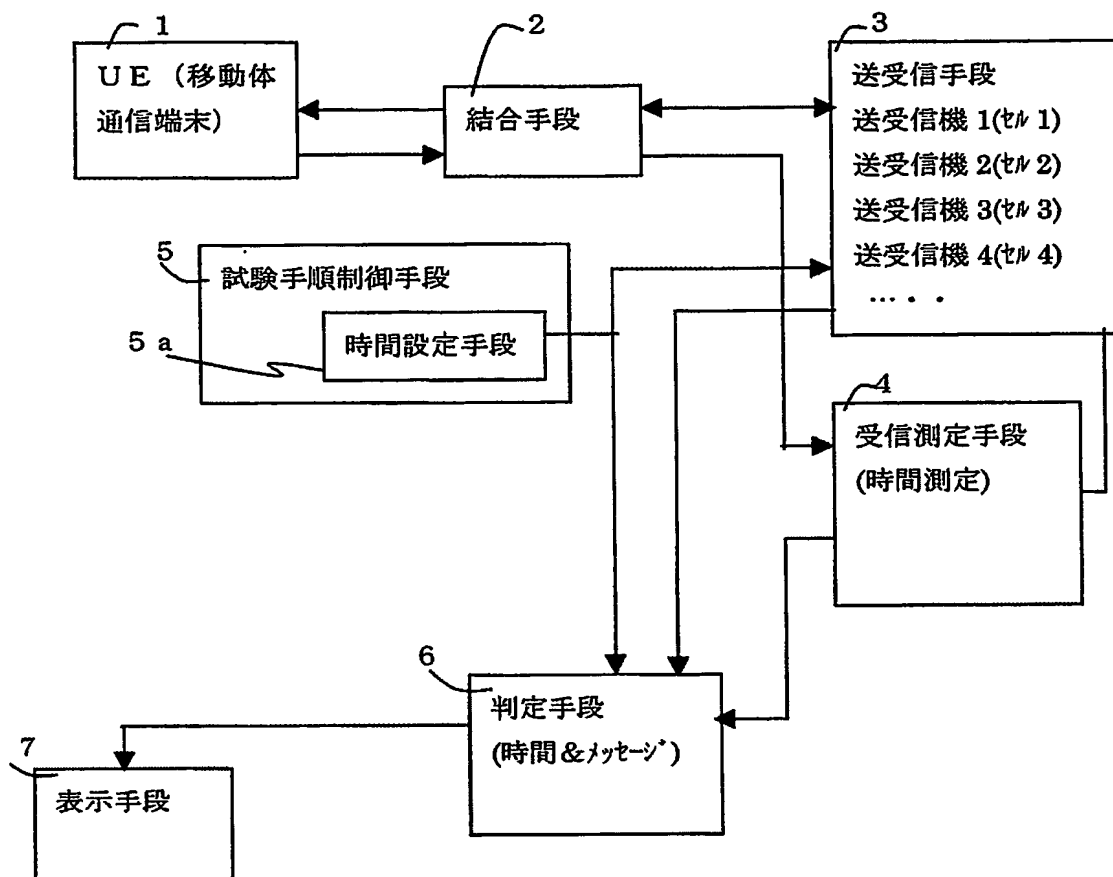 1
UE(移動体
通信端末)
2
結合手段
3
送受信手段
送受信機1(ｾﾙ1)
送受信機2(ｾﾙ2)
送受信機3(ｾﾙ3)
送受信機4(ｾﾙ4)
…・・
5
試験手順制御手段
5a
時間設定手段
4
受信測定手段
(時間測定)
6
判定手段
(時間&ﾒｯｾｰｼﾞ)
7
表示手段